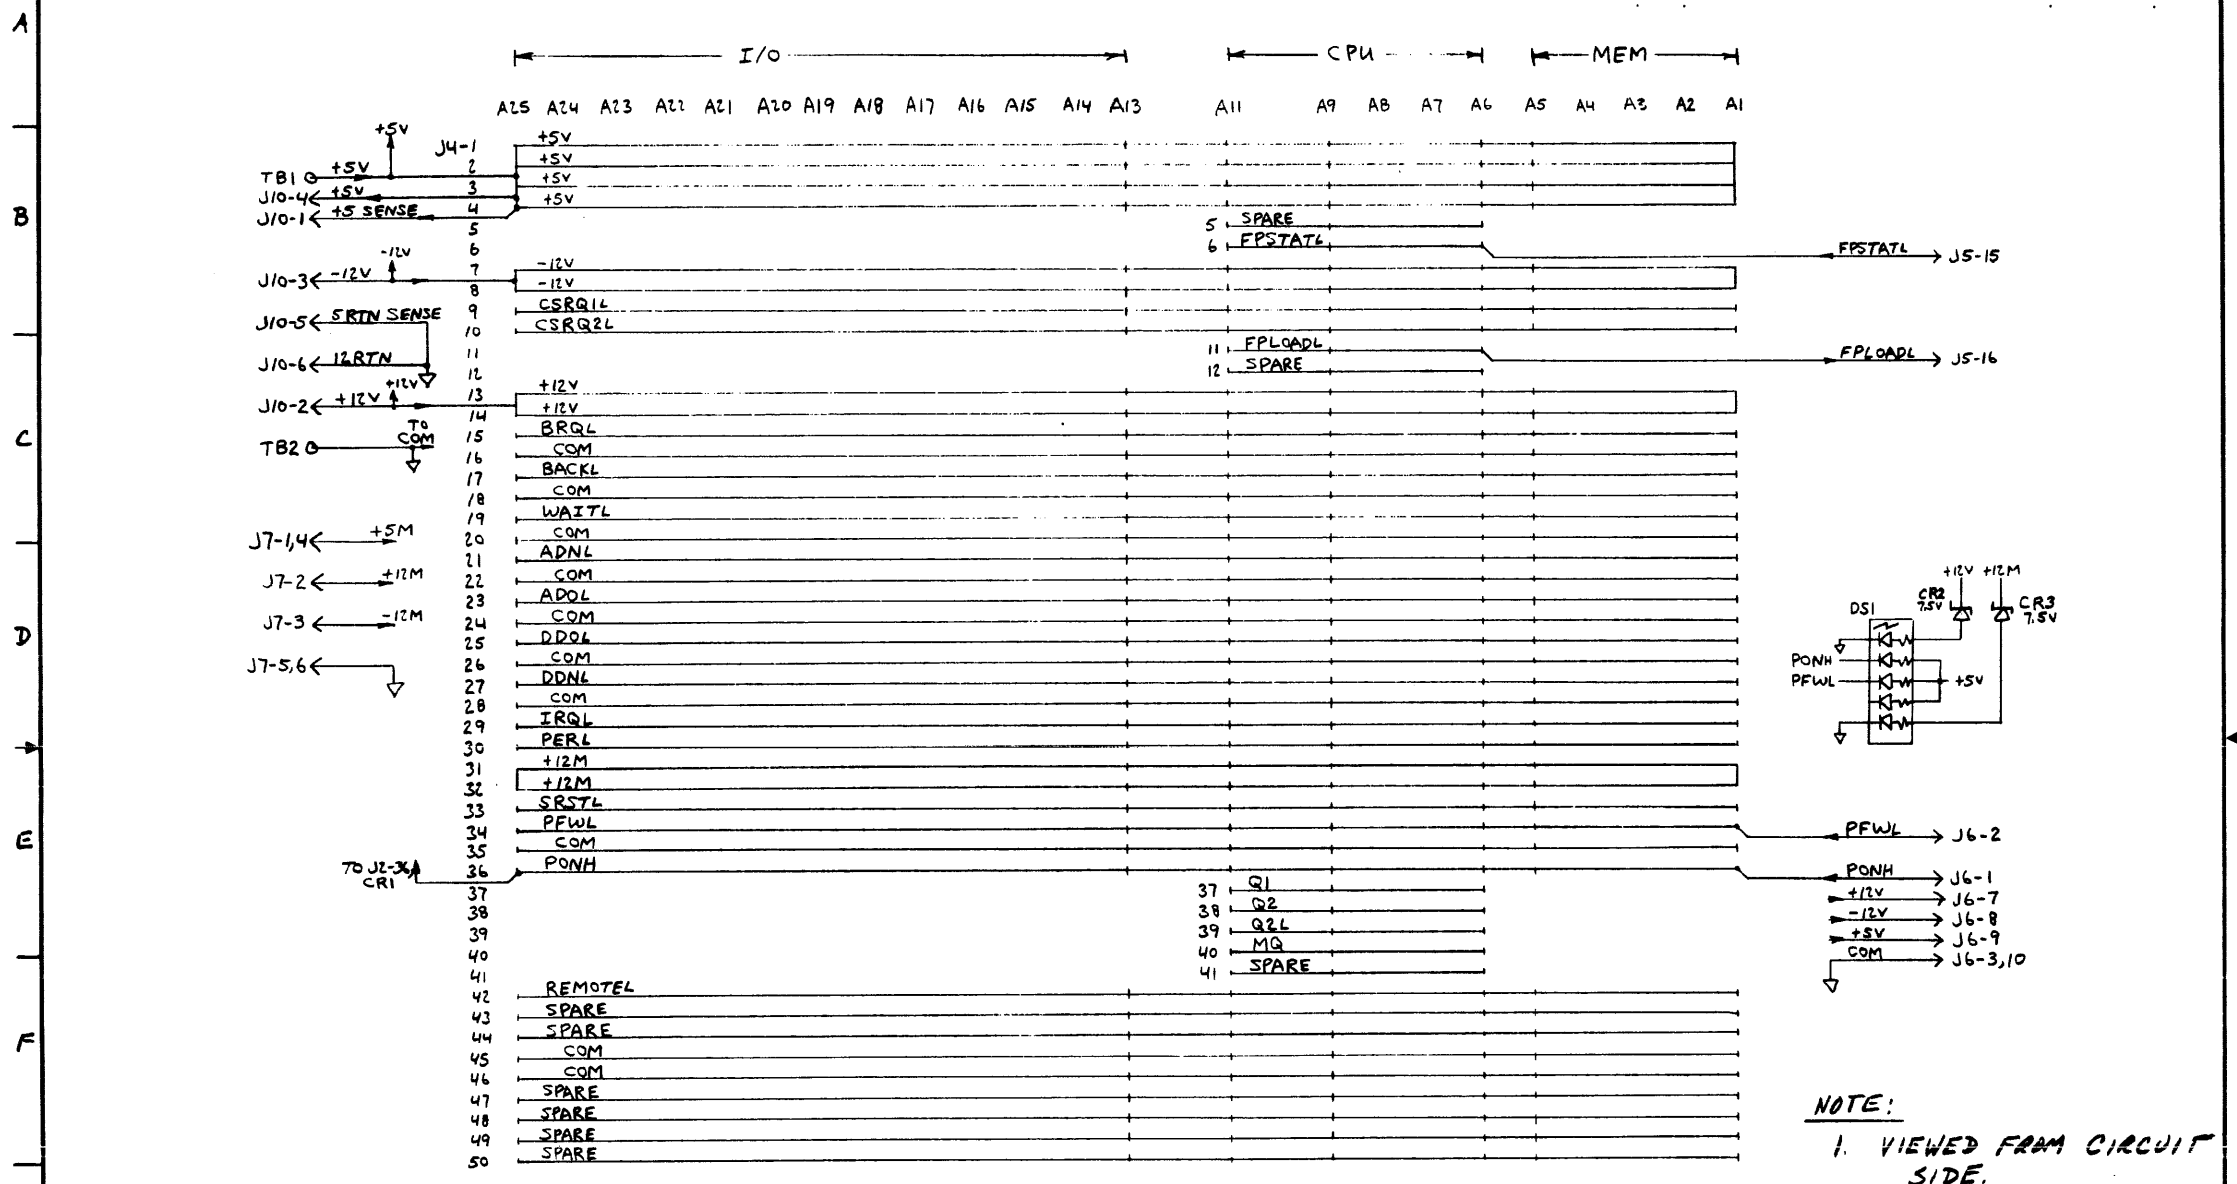 A
I/O CPU MEM
A25 A24 A23 A22 A21 A20 A19 A18 A17 A16 A15 A14 A13 A11 A9 A8 A7 A6 A5 A4 A3 A2 A1
+5V
J4-1 +5V
2 +5V
TB1 +5V
3 +5V
J10-4 +5V
4 +5V
B
J10-1 +5 SENSE
5 5 SPARE
6 6 FPSTATL FPSTATL J5-15
-12V
7 -12V
J10-3 -12V
8 -12V
9 CSRQ1L
J10-5 5 RTN SENSE
10 CSRQ2L
11 11 FPLOADL FPLOADL J5-16
J10-6 12RTN
12 12 SPARE
+12V
13 +12V
J10-2 +12V
14 +12V
TO COM
15 BRQL
C
TB2
16 COM
17 BACKL
18 COM
19 WAITL
J7-1,4 +5M
20 COM
21 ADNL
J7-2 +12M
22 COM
+12V +12M
23 ADOL
DS1 CR2 7.5V CR3 7.5V
J7-3 -12M
24 COM
D
25 DDOL
J7-5,6
26 COM
PONH
27 DDNL
PFWL +5V
28 COM
29 IRQL
30 PERL
31 +12M
32 +12M
33 SRSTL
34 PFWL PFWL J6-2
E
35 COM
TO J2-36, CR1
36 PONH PONH J6-1
37 37 Q1 +12V J6-7
38 38 Q2 -12V J6-8
39 39 Q2L +5V J6-9
40 40 MQ COM J6-3,10
41 41 SPARE
42 REMOTEL
43 SPARE
44 SPARE
F
45 COM
46 COM
47 SPARE
48 SPARE
49 SPARE
50 SPARE
NOTE:
1. VIEWED FROM CIRCUIT
SIDE.